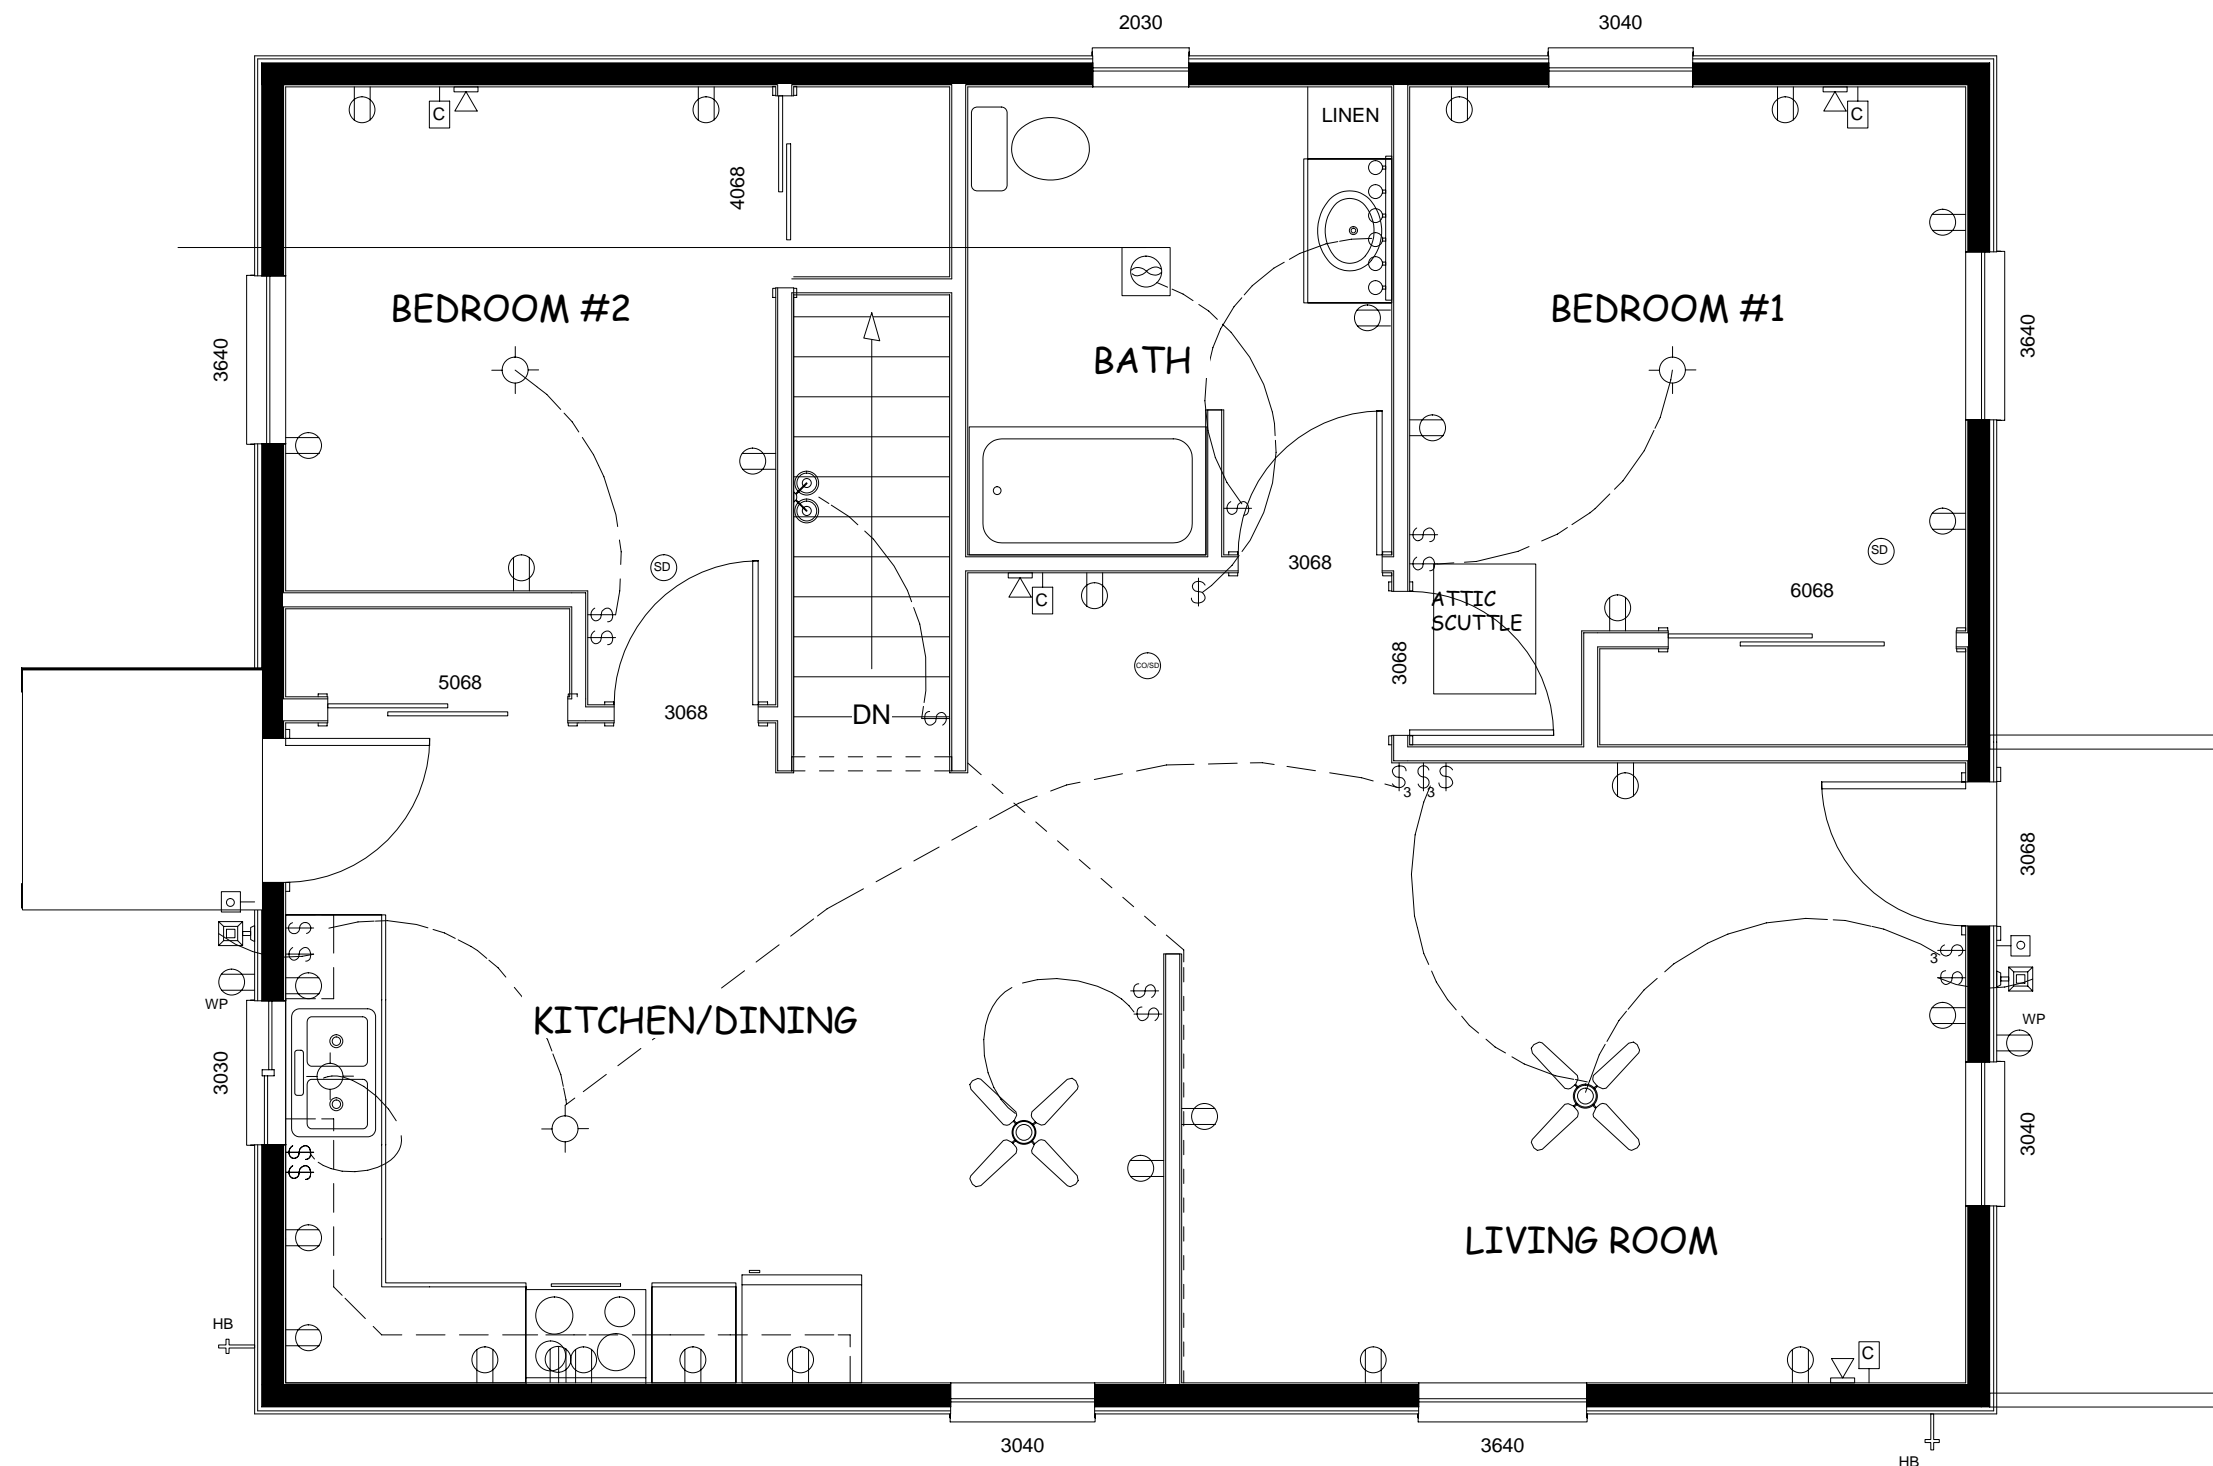 2030
3040
LINEN
C
C
4068
BEDROOM #2
BEDROOM #1
3640
3640
BATH
$
$
SD
SD
3068
$
6068
$
$
C
$
ATTIC
SCUTTLE
$
$
CO/SD
3068
5068
3068
DN
$
$ 3 $ 3 $
3068
$
$
$ 3
$
WP
WP
$
$
KITCHEN/DINING
3030
3040
$$
LIVING ROOM
HB
C
3040
3640
HB